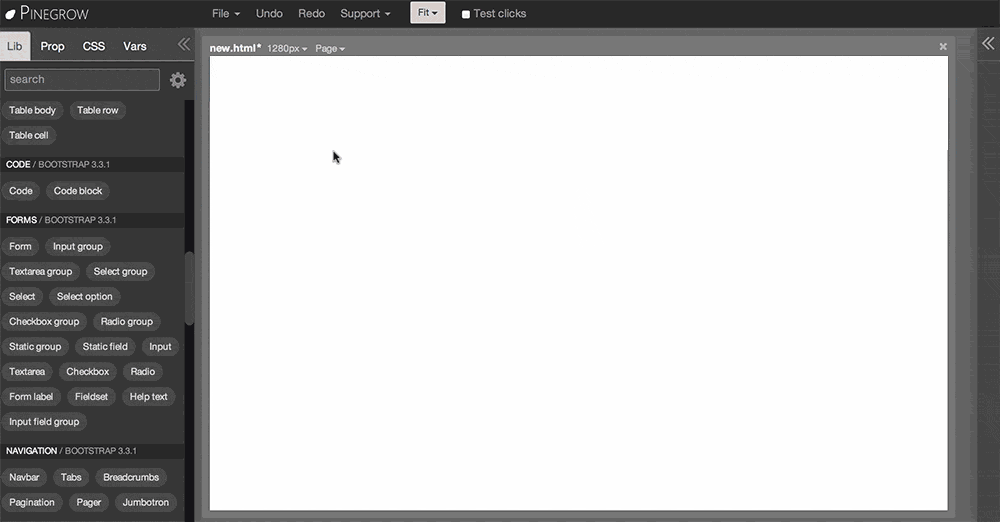 PINEGROW File Undo Redo Support Fit Test clicks
Lib Prop CSS Vars
new.html* 1280px Page
search
Table body Table row
Table cell
CODE / BOOTSTRAP 3.3.1
Code Code block
FORMS / BOOTSTRAP 3.3.1
Form Input group
Textarea group Select group
Select Select option
Checkbox group Radio group
Static group Static field Input
Textarea Checkbox Radio
Form label Fieldset Help text
Input field group
NAVIGATION / BOOTSTRAP 3.3.1
Navbar Tabs Breadcrumbs
Pagination Pager Jumbotron